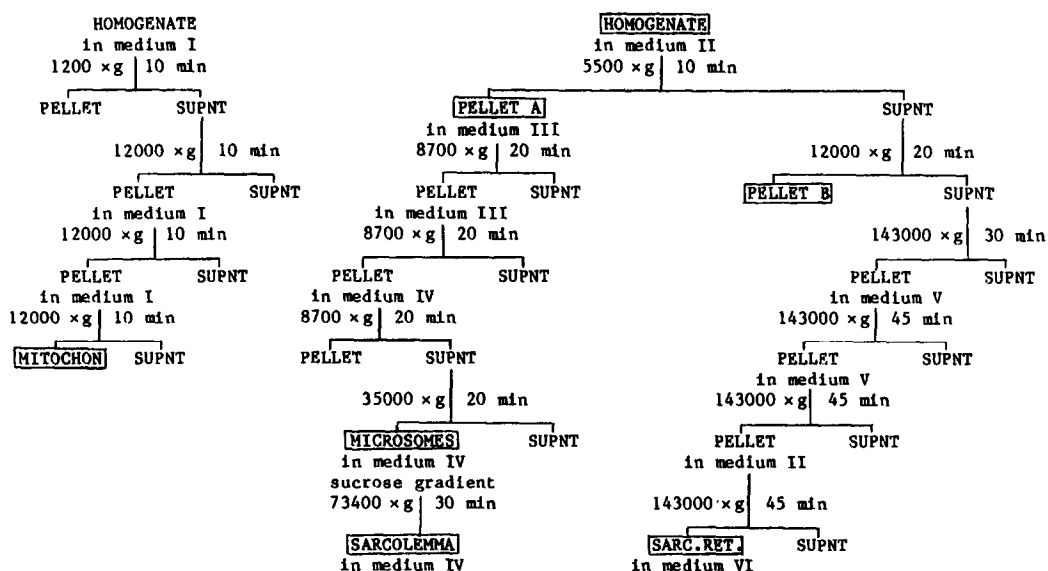 HOMOGENATE
in medium I
1200 ×g 10 min
PELLET SUPNT
12000 ×g 10 min
PELLET SUPNT
in medium I
12000 ×g 10 min
PELLET SUPNT
in medium I
12000 ×g 10 min
MITOCHON SUPNT
HOMOGENATE
in medium II
5500 ×g 10 min
PELLET A SUPNT
in medium III
8700 ×g 20 min
PELLET SUPNT
in medium III
8700 ×g 20 min
PELLET SUPNT
in medium IV
8700 ×g 20 min
PELLET SUPNT
35000 ×g 20 min
MICROSOMES SUPNT
in medium IV
sucrose gradient
73400 ×g 30 min
SARCOLEMMA
in medium IV
12000 ×g 20 min
PELLET B SUPNT
143000 ×g 30 min
PELLET SUPNT
in medium V
143000 ×g 45 min
PELLET SUPNT
in medium V
143000 ×g 45 min
PELLET SUPNT
in medium II
143000 ×g 45 min
SARC.RET. SUPNT
in medium VI